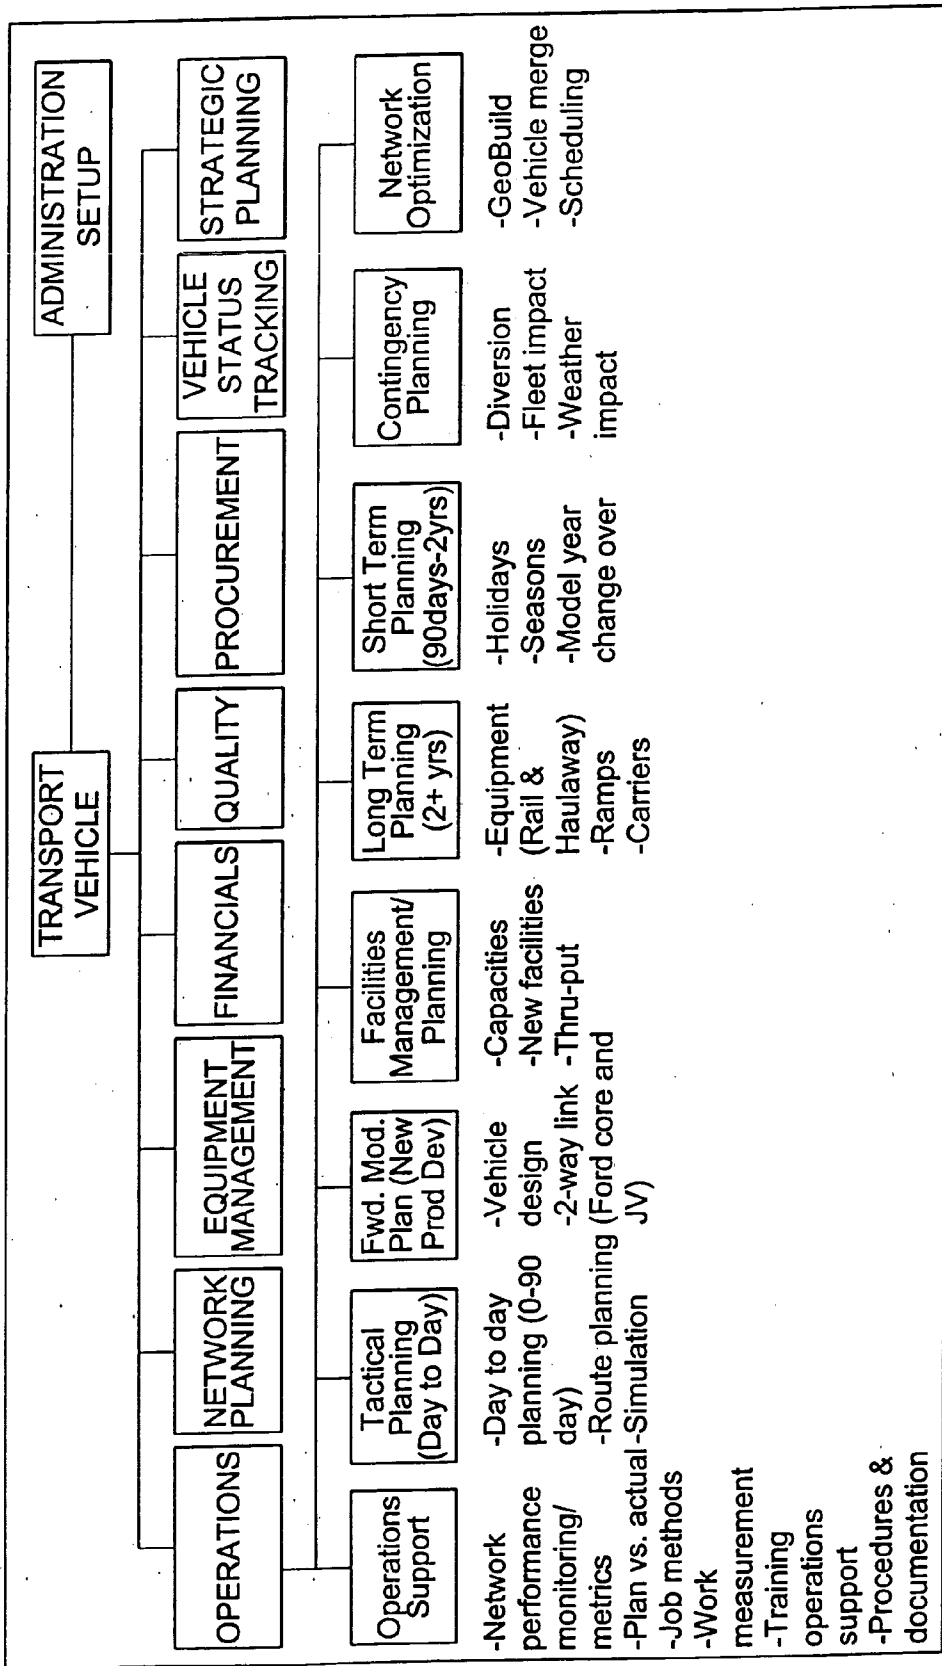 TRANSPORT
VEHICLE
ADMINISTRATION
SETUP
OPERATIONS
NETWORK
PLANNING
EQUIPMENT
MANAGEMENT
FINANCIALS
QUALITY
PROCUREMENT
VEHICLE
STATUS
TRACKING
STRATEGIC
PLANNING
Operations
Support
-Network
performance
monitoring/
metrics
-Plan vs. actual
-Job methods
-Work
measurement
-Training
operations
support
-Procedures &
documentation
Tactical
Planning
(Day to Day)
-Day to day
planning (0-90
day)
-Route planning
-Simulation
Fwd. Mod.
Plan (New
Prod Dev)
-Vehicle
design
-2-way link
(Ford core and
JV)
Facilities
Management/
Planning
-Capacities
-New facilities
-Thru-put
Long Term
Planning
(2+ yrs)
-Equipment
(Rail &
Haulaway)
-Ramps
-Carriers
Short Term
Planning
(90days-2yrs)
-Holidays
-Seasons
-Model year
change over
Contingency
Planning
-Diversion
-Fleet impact
-Weather
impact
Network
Optimization
-GeoBuild
-Vehicle merge
-Scheduling